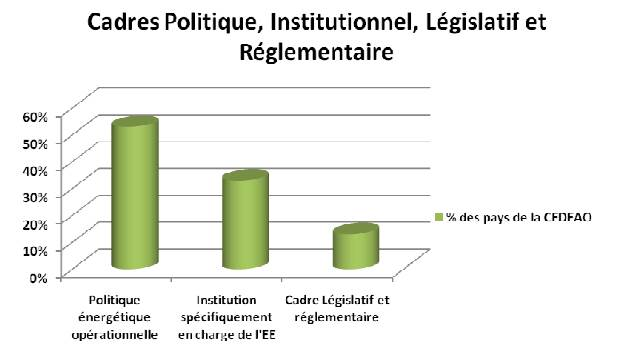 Cadres Politique, Institutionnel, Législatif et
Réglementaire
60%
50%
40%
30%
20%
10%
0%
% des pays de la CEDEAO
Politique
énergétique
opérationnelle
Institution
spécifiquement
en charge de l'EE
Cadre Législatif et
réglementaire